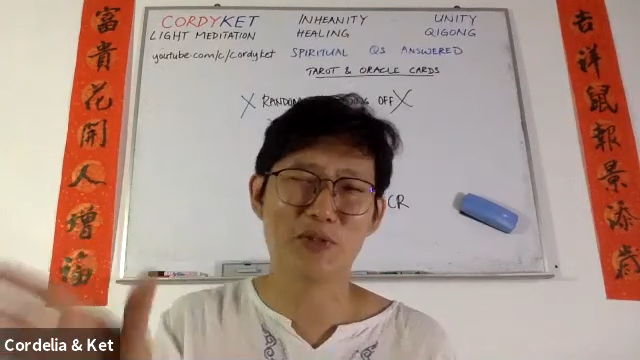 富貴花開人增福
CORDYKET INHEANITY UNITY
LIGHT MEDITATION HEALING QIGONG
youtube.com/c/cordyket SPIRITUAL QS ANSWERED
TAROT & ORACLE CARDS
X OFF X
CR
吉祥鼠報景添歲
Cordelia & Ket